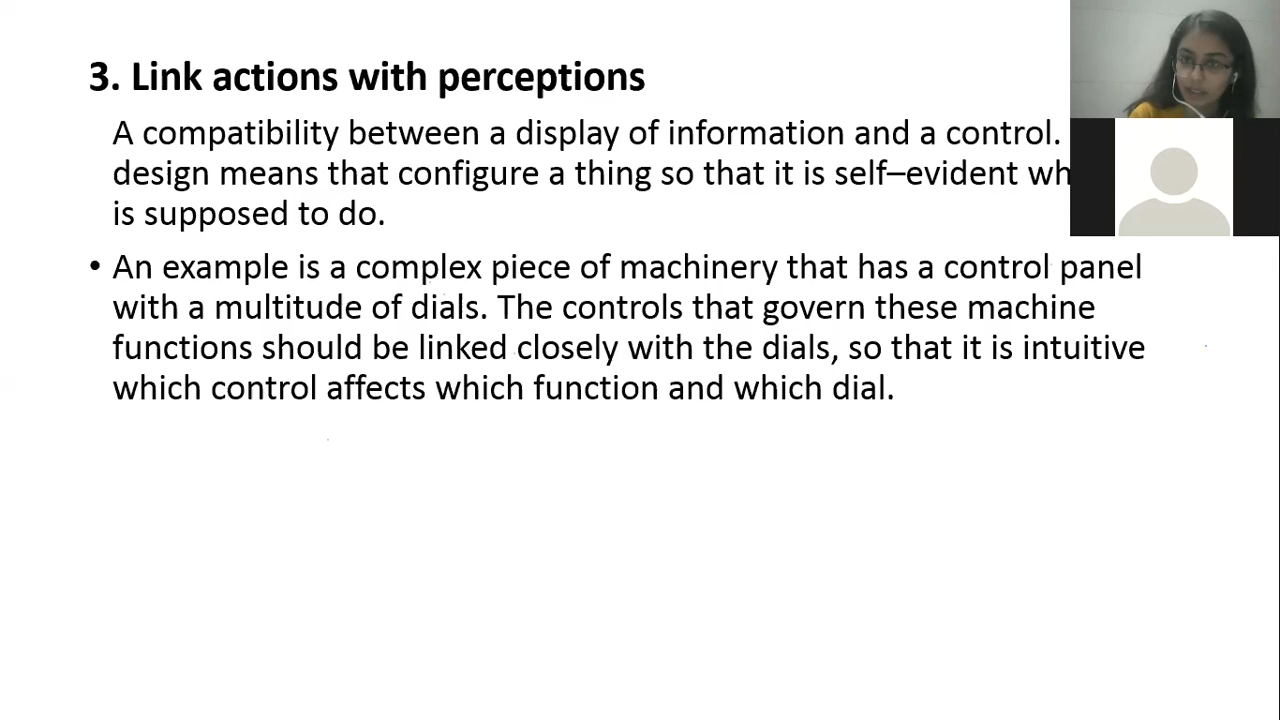 3. Link actions with perceptions
A compatibility between a display of information and a control.
design means that configure a thing so that it is self–evident
is supposed to do.
• An example is a complex piece of machinery that has a control panel
with a multitude of dials. The controls that govern these machine
functions should be linked closely with the dials, so that it is intuitive
which control affects which function and which dial.